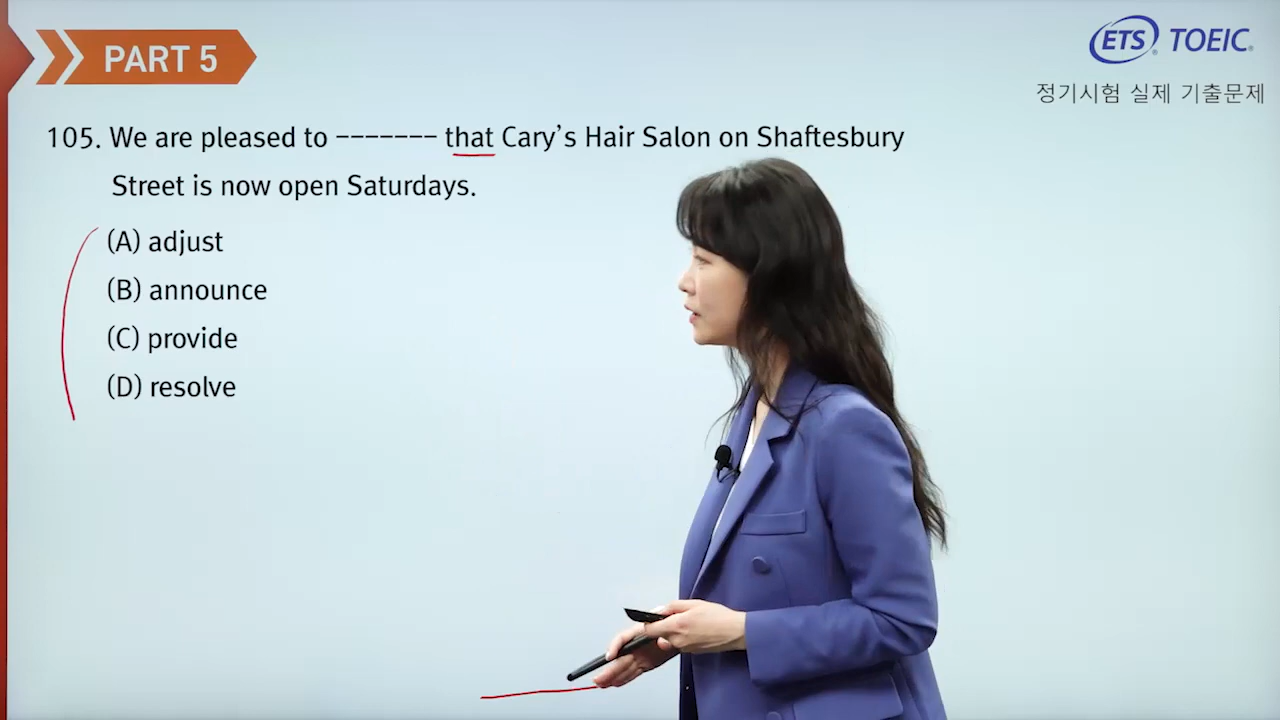 PART 5
ETS TOEIC
정기시험 실제 기출문제
105. We are pleased to ------- that Cary’s Hair Salon on Shaftesbury
Street is now open Saturdays.
(A) adjust
(B) announce
(C) provide
(D) resolve